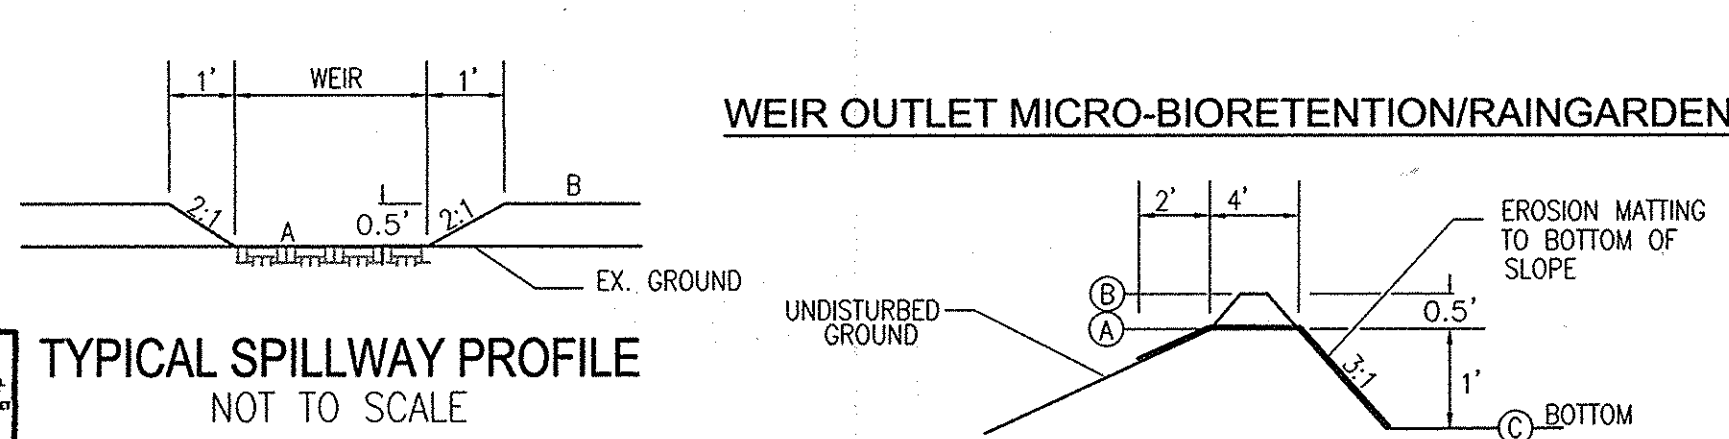 1'
WEIR
1'
2:1
A
0.5'
2:1
B
EX. GROUND
TYPICAL SPILLWAY PROFILE
NOT TO SCALE
WEIR OUTLET MICRO-BIORETENTION/RAINGARDEN
2'
4'
EROSION MATTING
TO BOTTOM OF
SLOPE
UNDISTURBED
GROUND
B
A
0.5'
3:1
1'
C
BOTTOM